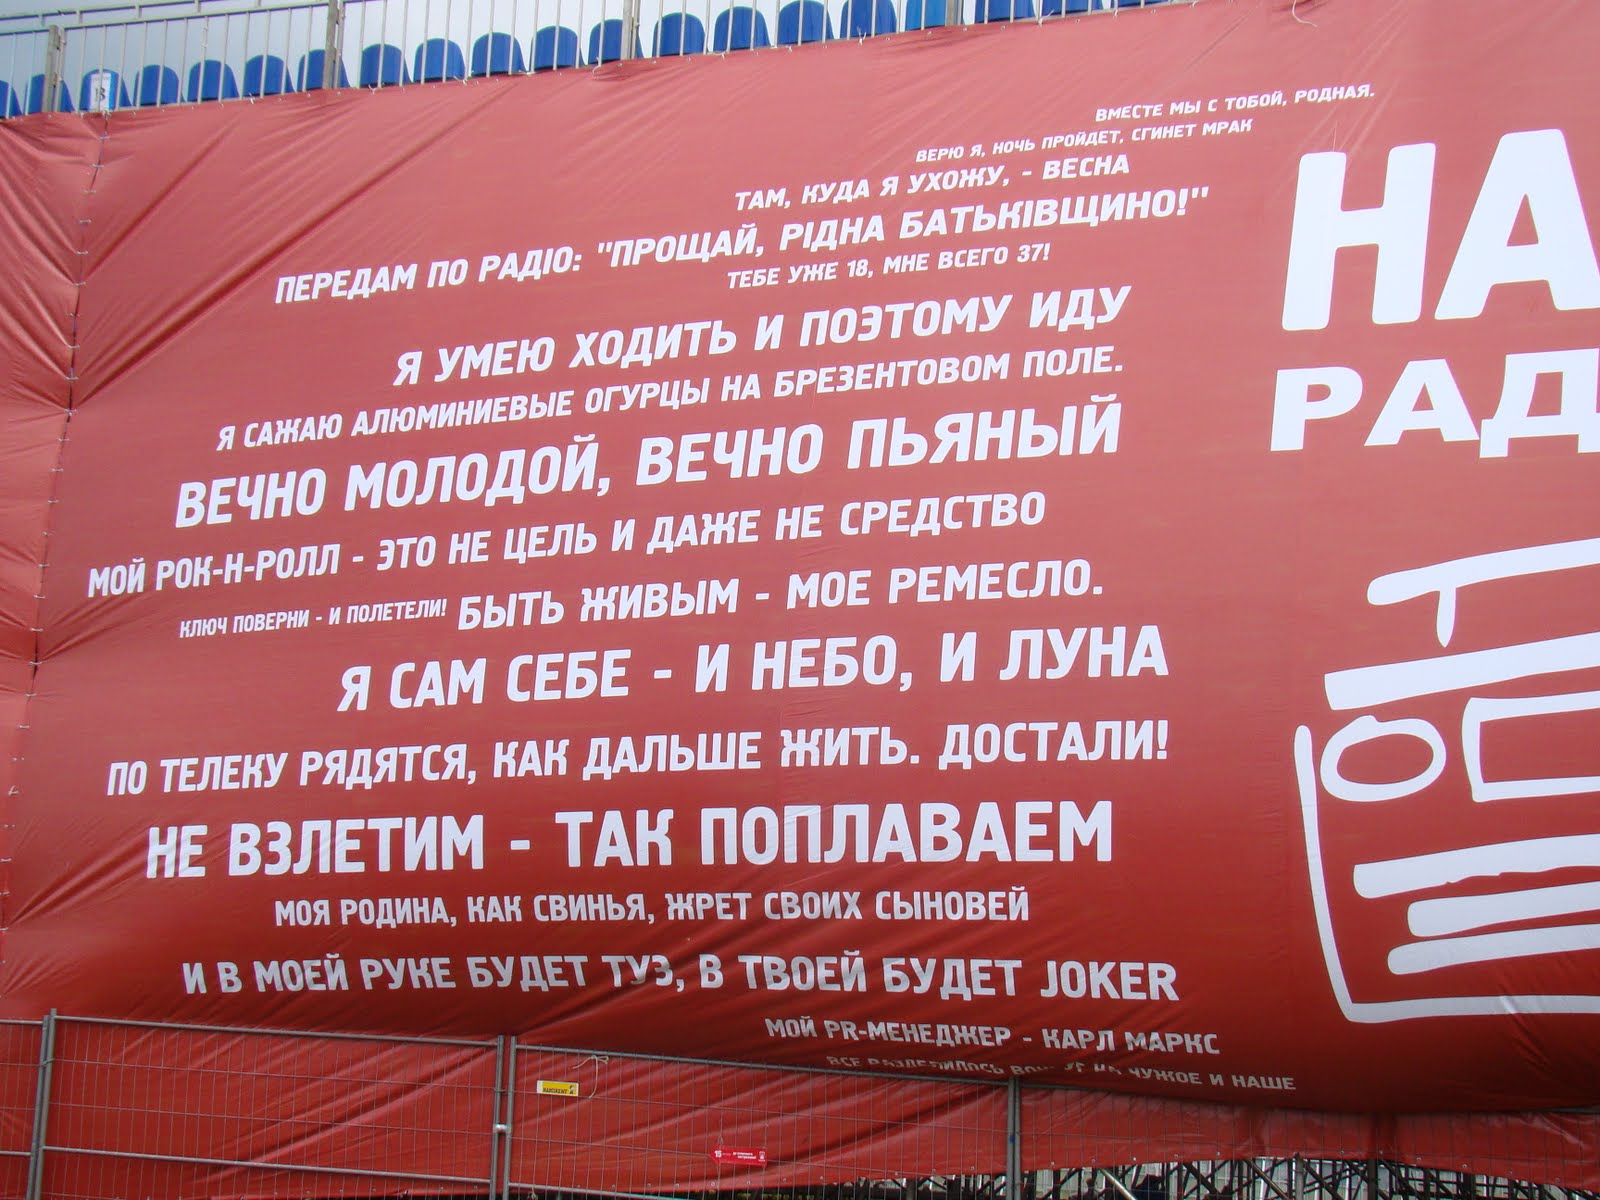 ВМЕСТЕ МЫ С ТОБОЙ, РОДНАЯ.
ВЕРЮ Я, НОЧЬ ПРОЙДЕТ, СГИНЕТ МРАК
ТАМ, КУДА Я УХОЖУ, - ВЕСНА
ПЕРЕДАМ ПО РАДІО: "ПРОЩАЙ, РІДНА БАТЬКІВЩИНО!"
ТЕБЕ УЖЕ 18, МНЕ ВСЕГО 37!
Я УМЕЮ ХОДИТЬ И ПОЭТОМУ ИДУ
Я САЖАЮ АЛЮМИНИЕВЫЕ ОГУРЦЫ НА БРЕЗЕНТОВОМ ПОЛЕ.
ВЕЧНО МОЛОДОЙ, ВЕЧНО ПЬЯНЫЙ
МОЙ РОК-Н-РОЛЛ - ЭТО НЕ ЦЕЛЬ И ДАЖЕ НЕ СРЕДСТВО
КЛЮЧ ПОВЕРНИ - И ПОЛЕТЕЛИ! БЫТЬ ЖИВЫМ - МОЕ РЕМЕСЛО.
Я САМ СЕБЕ - И НЕБО, И ЛУНА
ПО ТЕЛЕКУ РЯДЯТСЯ, КАК ДАЛЬШЕ ЖИТЬ. ДОСТАЛИ!
НЕ ВЗЛЕТИМ - ТАК ПОПЛАВАЕМ
МОЯ РОДИНА, КАК СВИНЬЯ, ЖРЕТ СВОИХ СЫНОВЕЙ
И В МОЕЙ РУКЕ БУДЕТ ТУЗ, В ТВОЕЙ БУДЕТ JOKER
МОЙ PR-МЕНЕДЖЕР - КАРЛ МАРКС
ВСЕ РАЗДЕЛИЛОСЬ НА ЧУЖОЕ И НАШЕ
НА
РАД